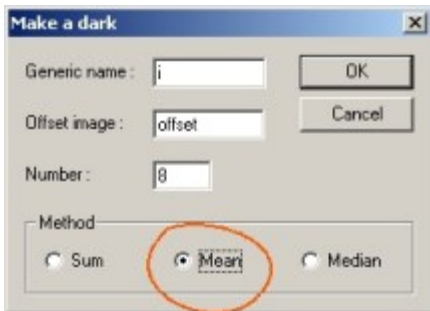 Make a dark
Generic name : i OK
Offset image : offset Cancel
Number : 8
Method
Sum Mean Median